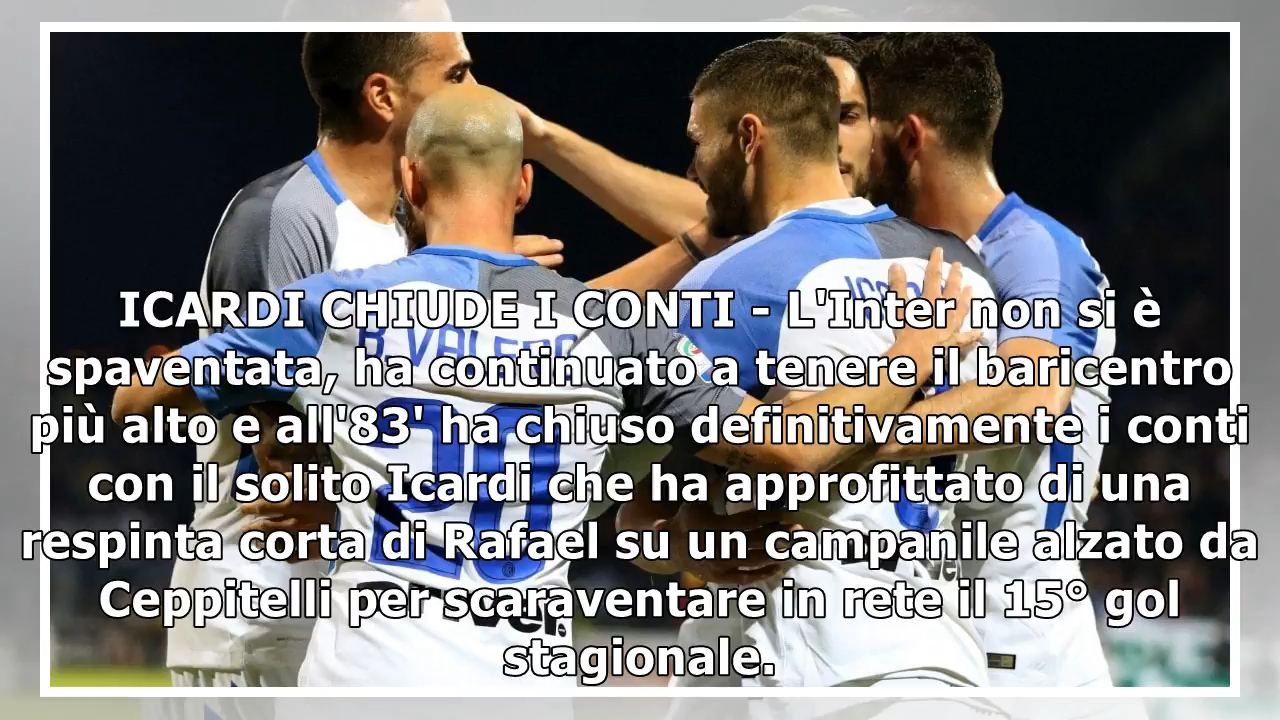 ICARDI CHIUDE I CONTI - L'Inter non si è
spaventata, ha continuato a tenere il baricentro
più alto e all'83' ha chiuso definitivamente i conti
con il solito Icardi che ha approfittato di una
respinta corta di Rafael su un campanile alzato da
Ceppitelli per scaraventare in rete il 15° gol
stagionale.
B. VALERO
20